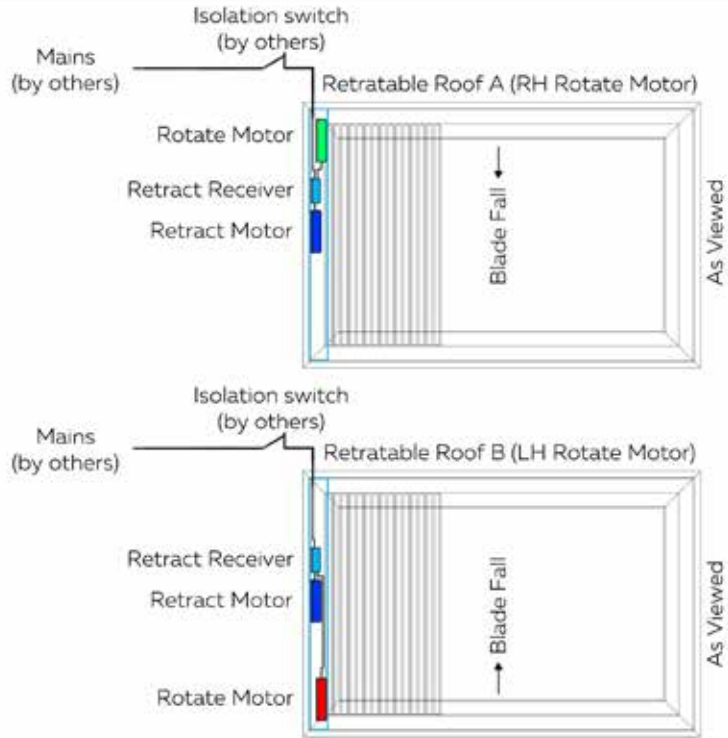 Isolation switch
(by others)
Mains
(by others)
Retratable Roof A (RH Rotate Motor)
Rotate Motor
Retract Receiver
Retract Motor
Blade Fall
As Viewed
Isolation switch
(by others)
Mains
(by others)
Retratable Roof B (LH Rotate Motor)
Retract Receiver
Retract Motor
Rotate Motor
Blade Fall
As Viewed